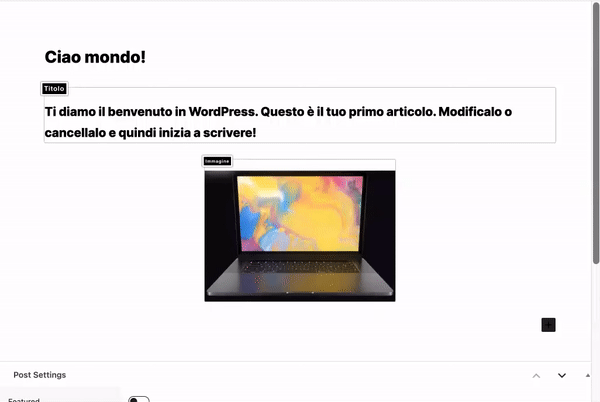 Ciao mondo!
Titolo
Ti diamo il benvenuto in WordPress. Questo è il tuo primo articolo. Modificalo o
cancellalo e quindi inizia a scrivere!
Immagine
Post Settings
Featured